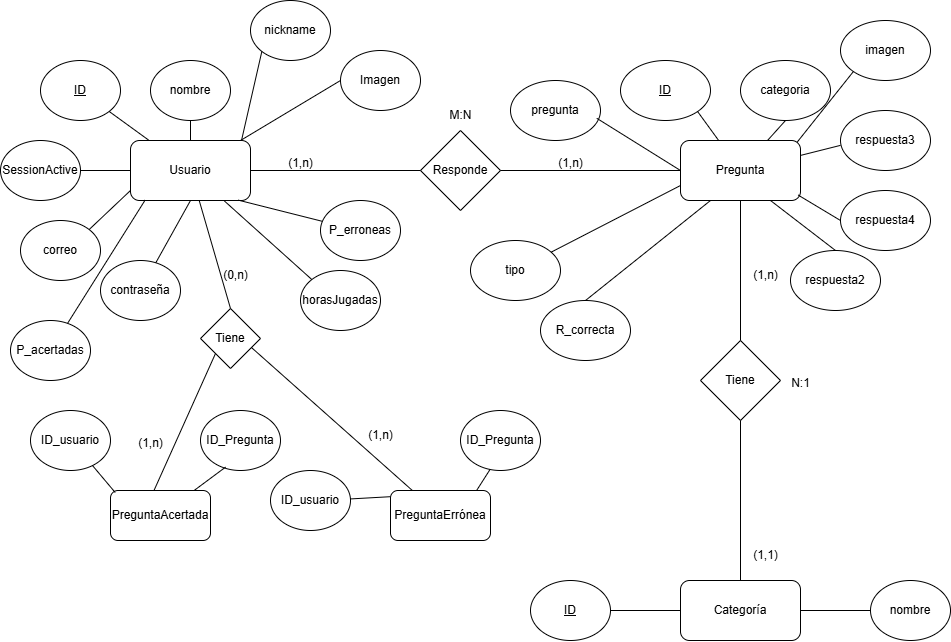 nickname
imagen
Imagen
ID
nombre
pregunta
ID
categoria
M:N
respuesta3
SessionActive
Usuario
(1,n)
Responde
(1,n)
Pregunta
respuesta4
correo
P_erroneas
(0,n)
tipo
(1,n)
respuesta2
contraseña
horasJugadas
R_correcta
P_acertadas
Tiene
Tiene
N:1
ID_usuario
ID_Pregunta
(1,n)
(1,n)
ID_Pregunta
ID_usuario
PreguntaAcertada
PreguntaErrónea
(1,1)
ID
Categoría
nombre